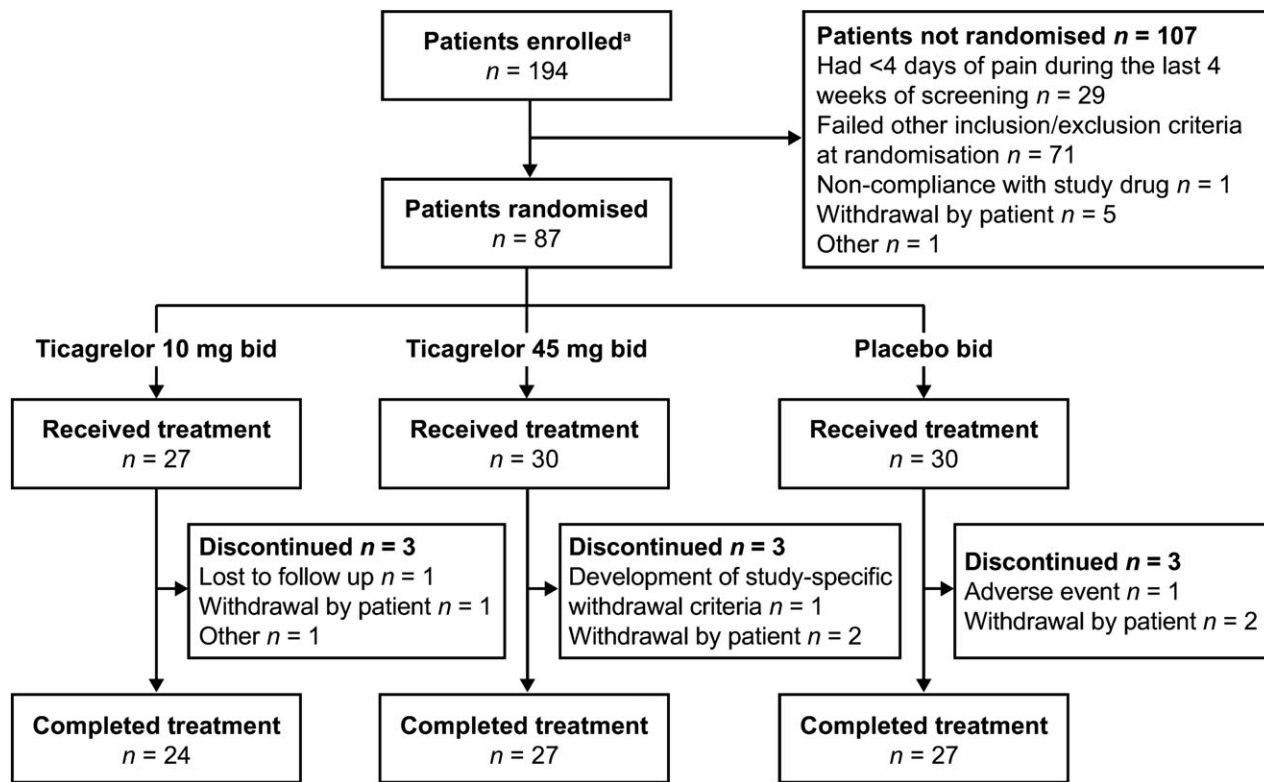 Patients enrolledᵃ
n = 194
Patients not randomised n = 107
Had <4 days of pain during the last 4
weeks of screening n = 29
Failed other inclusion/exclusion criteria
at randomisation n = 71
Non-compliance with study drug n = 1
Withdrawal by patient n = 5
Other n = 1
Patients randomised
n = 87
Ticagrelor 10 mg bid
Ticagrelor 45 mg bid
Placebo bid
Received treatment
n = 27
Received treatment
n = 30
Received treatment
n = 30
Discontinued n = 3
Lost to follow up n = 1
Withdrawal by patient n = 1
Other n = 1
Discontinued n = 3
Development of study-specific
withdrawal criteria n = 1
Withdrawal by patient n = 2
Discontinued n = 3
Adverse event n = 1
Withdrawal by patient n = 2
Completed treatment
n = 24
Completed treatment
n = 27
Completed treatment
n = 27